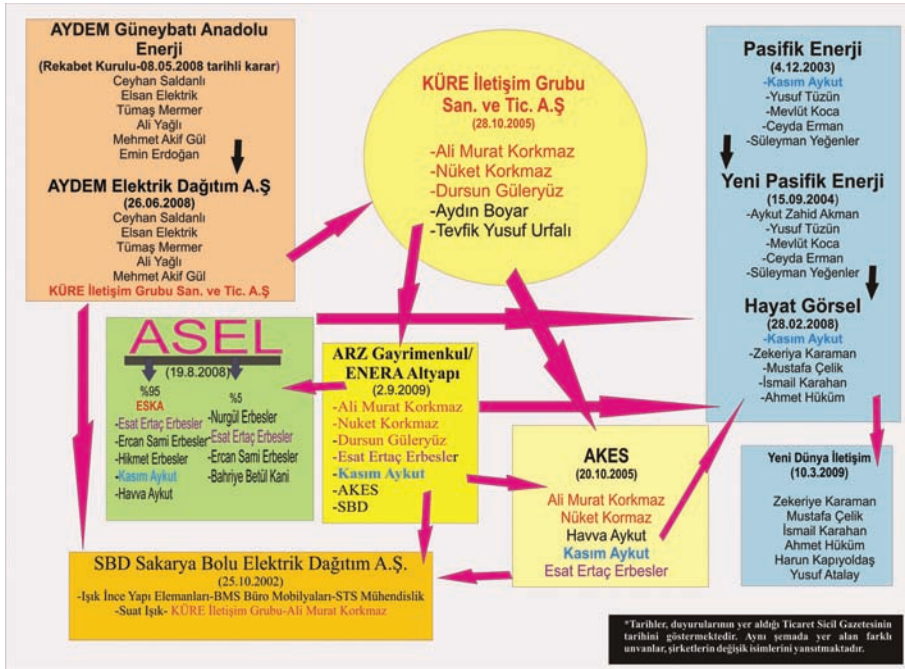 AYDEM Güneybatı Anadolu
Enerji
(Rekabet Kurulu-08.05.2008 tarihli karar)
Ceyhan Saldanlı
Elsan Elektrik
Tümaş Mermer
Ali Yağlı
Mehmet Akif Gül
Emin Erdoğan
AYDEM Elektrik Dağıtım A.Ş
(26.06.2008)
Ceyhan Saldanlı
Elsan Elektrik
Tümaş Mermer
Ali Yağlı
Mehmet Akif Gül
KÜRE İletişim Grubu San. ve Tic. A.Ş
KÜRE İletişim Grubu
San. ve Tic. A.Ş
(28.10.2005)
-Ali Murat Korkmaz
-Nüket Korkmaz
-Dursun Güleryüz
-Aydın Boyar
-Tevfik Yusuf Urfalı
Pasifik Enerji
(4.12.2003)
-Kasım Aykut
-Yusuf Tüzün
-Mevlüt Koca
-Ceyda Erman
-Süleyman Yeğenler
Yeni Pasifik Enerji
(15.09.2004)
-Aykut Zahid Akman
-Yusuf Tüzün
-Mevlüt Koca
-Ceyda Erman
-Süleyman Yeğenler
Hayat Görsel
(28.02.2008)
-Kasım Aykut
-Zekeriya Karaman
-Mustafa Çelik
-İsmail Karahan
-Ahmet Hüküm
ASEL
(19.8.2008)
%95
ESKA
-Esat Ertaç Erbesler
-Ercan Sami Erbesler
-Hikmet Erbesler
-Kasım Aykut
-Havva Aykut
%5
-Nurgül Erbesler
-Esat Ertaç Erbesler
-Ercan Sami Erbesler
-Bahriye Betül Kani
ARZ Gayrimenkul/
ENERA Altyapı
(2.9.2009)
-Ali Murat Korkmaz
-Nuket Korkmaz
-Dursun Güleryüz
-Esat Ertaç Erbesler
-Kasım Aykut
-AKES
-SBD
AKES
(20.10.2005)
Ali Murat Korkmaz
Nüket Kormaz
Havva Aykut
Kasım Aykut
Esat Ertaç Erbesler
Yeni Dünya İletişim
(10.3.2009)
Zekeriye Karaman
Mustafa Çelik
İsmail Karahan
Ahmet Hüküm
Harun Kapıyoldaş
Yusuf Atalay
SBD Sakarya Bolu Elektrik Dağıtım A.Ş.
(25.10.2002)
-Işık İnce Yapı Elemanları-BMS Büro Mobilyaları-STS Mühendislik
-Suat Işık- KÜRE İletişim Grubu-Ali Murat Korkmaz
*Tarihler, duyurularının yer aldığı Ticaret Sicil Gazetesinin
tarihini göstermektedir. Aynı şemada yer alan farklı
unvanlar, şirketlerin değişik isimlerini yansıtmaktadır.